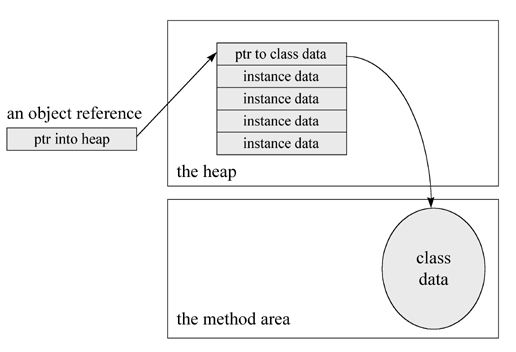 an object reference
ptr into heap
ptr to class data
instance data
instance data
instance data
instance data
the heap
class
data
the method area